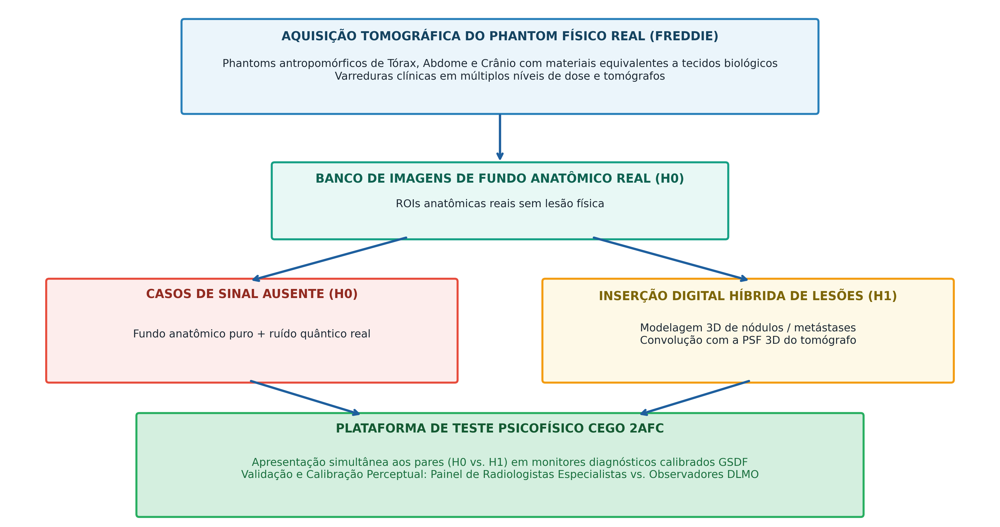 AQUISIÇÃO TOMOGRÁFICA DO PHANTOM FÍSICO REAL (FREDDIE)
Phantoms antropomórficos de Tórax, Abdome e Crânio com materiais equivalentes a tecidos biológicos
Varreduras clínicas em múltiplos níveis de dose e tomógrafos
BANCO DE IMAGENS DE FUNDO ANATÔMICO REAL (H0)
ROIs anatômicas reais sem lesão física
CASOS DE SINAL AUSENTE (H0)
Fundo anatômico puro + ruído quântico real
INSERÇÃO DIGITAL HÍBRIDA DE LESÕES (H1)
Modelagem 3D de nódulos / metástases
Convolução com a PSF 3D do tomógrafo
PLATAFORMA DE TESTE PSICOFÍSICO CEGO 2AFC
Apresentação simultânea aos pares (H0 vs. H1) em monitores diagnósticos calibrados GSDF
Validação e Calibração Perceptual: Painel de Radiologistas Especialistas vs. Observadores DLMO